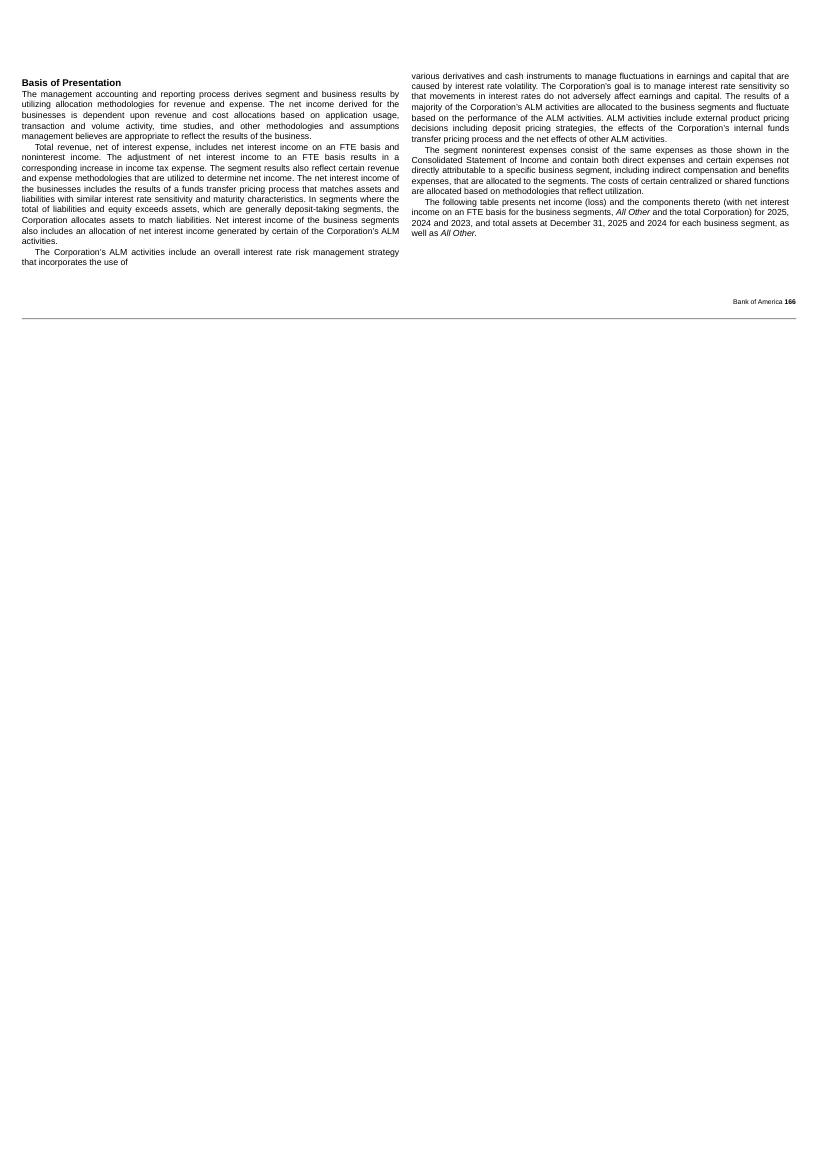 Basis of Presentation
The management accounting and reporting process derives segment and business results by
utilizing allocation methodologies for revenue and expense. The net income derived for the
businesses is dependent upon revenue and cost allocations based on application usage,
transaction and volume activity, time studies, and other methodologies and assumptions
management believes are appropriate to reflect the results of the business.
Total revenue, net of interest expense, includes net interest income on an FTE basis and
noninterest income. The adjustment of net interest income to an FTE basis results in a
corresponding increase in income tax expense. The segment results also reflect certain revenue
and expense methodologies that are utilized to determine net income. The net interest income of
the businesses includes the results of a funds transfer pricing process that matches assets and
liabilities with similar interest rate sensitivity and maturity characteristics. In segments where the
total of liabilities and equity exceeds assets, which are generally deposit-taking segments, the
Corporation allocates assets to match liabilities. Net interest income of the business segments
also includes an allocation of net interest income generated by certain of the Corporation’s ALM
activities.
The Corporation’s ALM activities include an overall interest rate risk management strategy
that incorporates the use of
various derivatives and cash instruments to manage fluctuations in earnings and capital that are
caused by interest rate volatility. The Corporation’s goal is to manage interest rate sensitivity so
that movements in interest rates do not adversely affect earnings and capital. The results of a
majority of the Corporation’s ALM activities are allocated to the business segments and fluctuate
based on the performance of the ALM activities. ALM activities include external product pricing
decisions including deposit pricing strategies, the effects of the Corporation’s internal funds
transfer pricing process and the net effects of other ALM activities.
The segment noninterest expenses consist of the same expenses as those shown in the
Consolidated Statement of Income and contain both direct expenses and certain expenses not
directly attributable to a specific business segment, including indirect compensation and benefits
expenses, that are allocated to the segments. The costs of certain centralized or shared functions
are allocated based on methodologies that reflect utilization.
The following table presents net income (loss) and the components thereto (with net interest
income on an FTE basis for the business segments, All Other and the total Corporation) for 2025,
2024 and 2023, and total assets at December 31, 2025 and 2024 for each business segment, as
well as All Other.
Bank of America 166